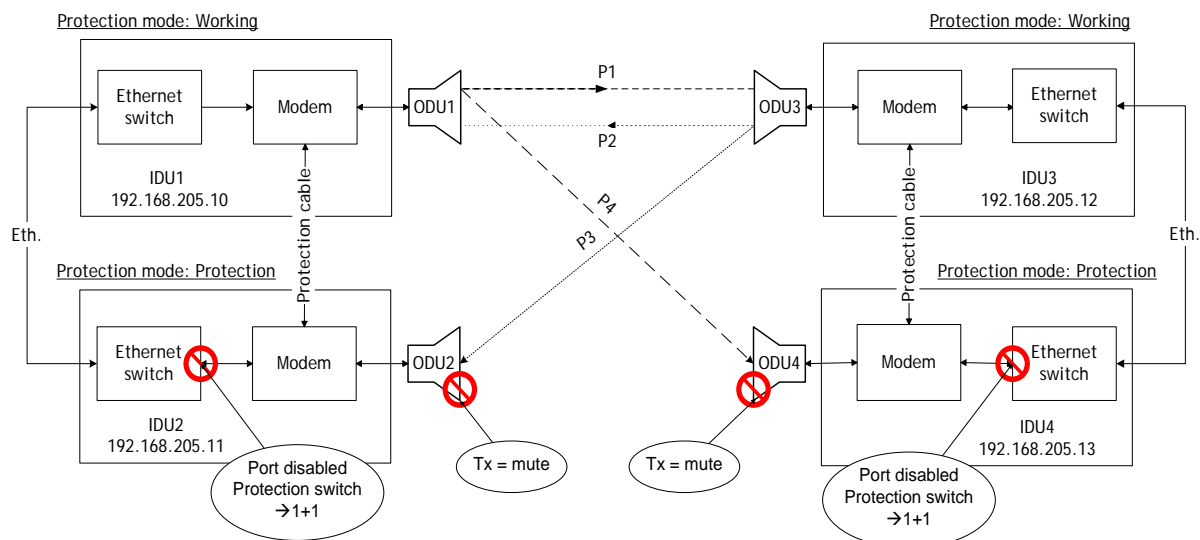 Protection mode: Working
Protection mode: Working
Ethernet
switch
Modem
ODU1
P1
P2
ODU3
Modem
Ethernet
switch
IDU1
192.168.205.10
IDU3
192.168.205.12
Eth.
Protection cable
P4
P3
Protection cable
Eth.
Protection mode: Protection
Protection mode: Protection
Ethernet
switch
Modem
ODU2
ODU4
Modem
Ethernet
switch
IDU2
192.168.205.11
IDU4
192.168.205.13
Port disabled
Protection switch
→1+1
Tx = mute
Tx = mute
Port disabled
Protection switch
→1+1